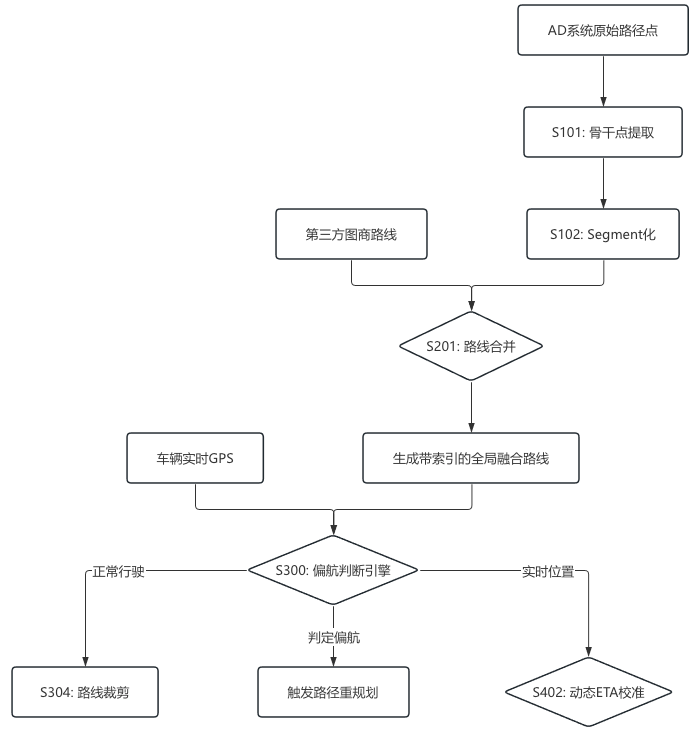 AD系统原始路径点
S101: 骨干点提取
第三方图商路线
S102: Segment化
S201: 路线合并
车辆实时GPS
生成带索引的全局融合路线
S300: 偏航判断引擎
正常行驶
实时位置
判定偏航
S304: 路线裁剪
触发路径重规划
S402: 动态ETA校准